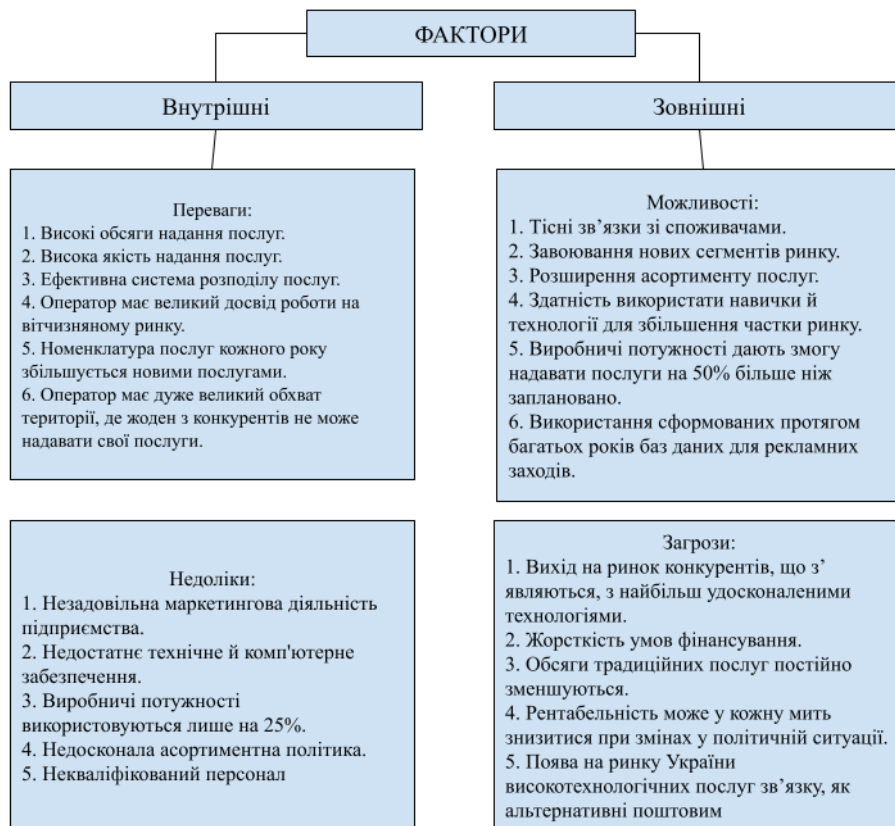 ФАКТОРИ
Внутрішні
Зовнішні
Переваги:
1. Високі обсяги надання послуг.
2. Висока якість надання послуг.
3. Ефективна система розподілу послуг.
4. Оператор має великий досвід роботи на
вітчизняному ринку.
5. Номенклатура послуг кожного року
збільшується новими послугами.
6. Оператор має дуже великий обхват
території, де жоден з конкурентів не може
надавати свої послуги.
Можливості:
1. Тісні зв’язки зі споживачами.
2. Завоювання нових сегментів ринку.
3. Розширення асортименту послуг.
4. Здатність використати навички й
технології для збільшення частки ринку.
5. Виробничі потужності дають змогу
надавати послуги на 50% більше ніж
заплановано.
6. Використання сформованих протягом
багатьох років баз даних для рекламних
заходів.
Недоліки:
1. Незадовільна маркетингова діяльність
підприємства.
2. Недостатнє технічне й комп'ютерне
забезпечення.
3. Виробничі потужності
використовуються лише на 25%.
4. Недосконала асортиментна політика.
5. Некваліфікований персонал
Загрози:
1. Вихід на ринок конкурентів, що з’
являються, з найбільш удосконаленими
технологіями.
2. Жорсткість умов фінансування.
3. Обсяги традиційних послуг постійно
зменшуються.
4. Рентабельність може у кожну мить
знизитися при змінах у політичній ситуації.
5. Поява на ринку України
високотехнологічних послуг зв’язку, як
альтернативні поштовим